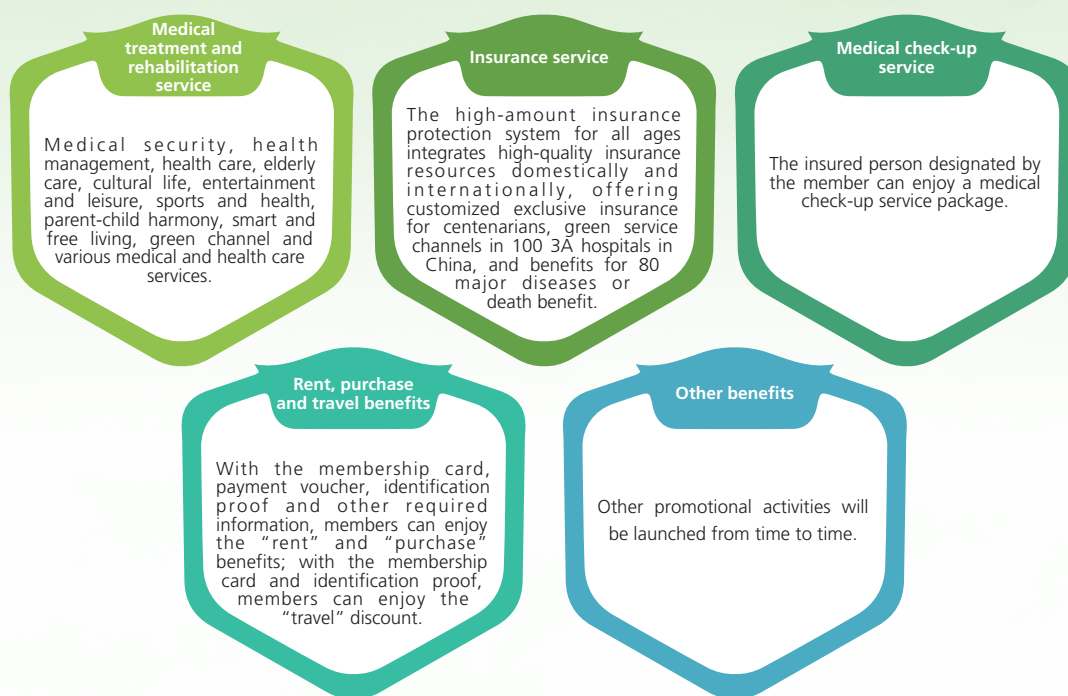 Medical
treatment and
rehabilitation
service
Medical security, health
management, health care, elderly
care, cultural life, entertainment
and leisure, sports and health,
parent-child harmony, smart and
free living, green channel and
various medical and health care
services.
Insurance service
The high-amount insurance
protection system for all ages
integrates high-quality insurance
resources domestically and
internationally, offering
customized exclusive insurance
for centenarians, green service
channels in 100 3A hospitals in
China, and benefits for 80
major diseases or
death benefit.
Medical check-up
service
The insured person designated by
the member can enjoy a medical
check-up service package.
Rent, purchase
and travel benefits
With the membership card,
payment voucher, identification
proof and other required
information, members can enjoy
the “rent” and “purchase”
benefits; with the membership
card and identification proof,
members can enjoy the
“travel” discount.
Other benefits
Other promotional activities will
be launched from time to time.